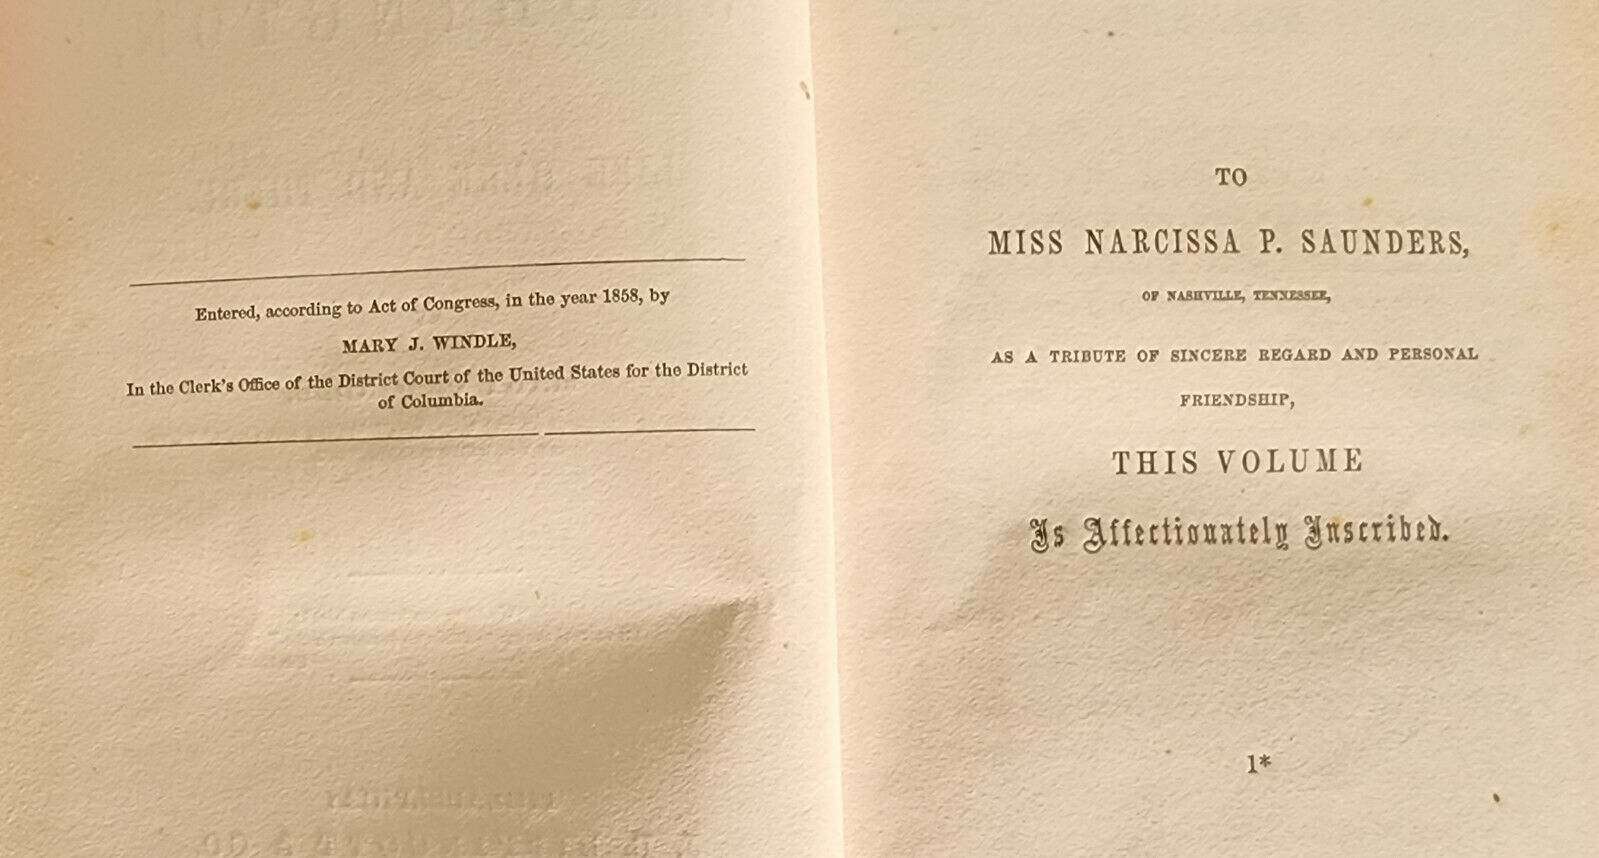 Entered, according to Act of Congress, in the year 1858, by
MARY J. WINDLE,
In the Clerk's Office of the District Court of the United States for the District
of Columbia.
TO
MISS NARCISSA P. SAUNDERS,
OF NASHVILLE, TENNESSEE,
AS A TRIBUTE OF SINCERE REGARD AND PERSONAL
FRIENDSHIP,
THIS VOLUME
Is Affectionately Inscribed.
1*